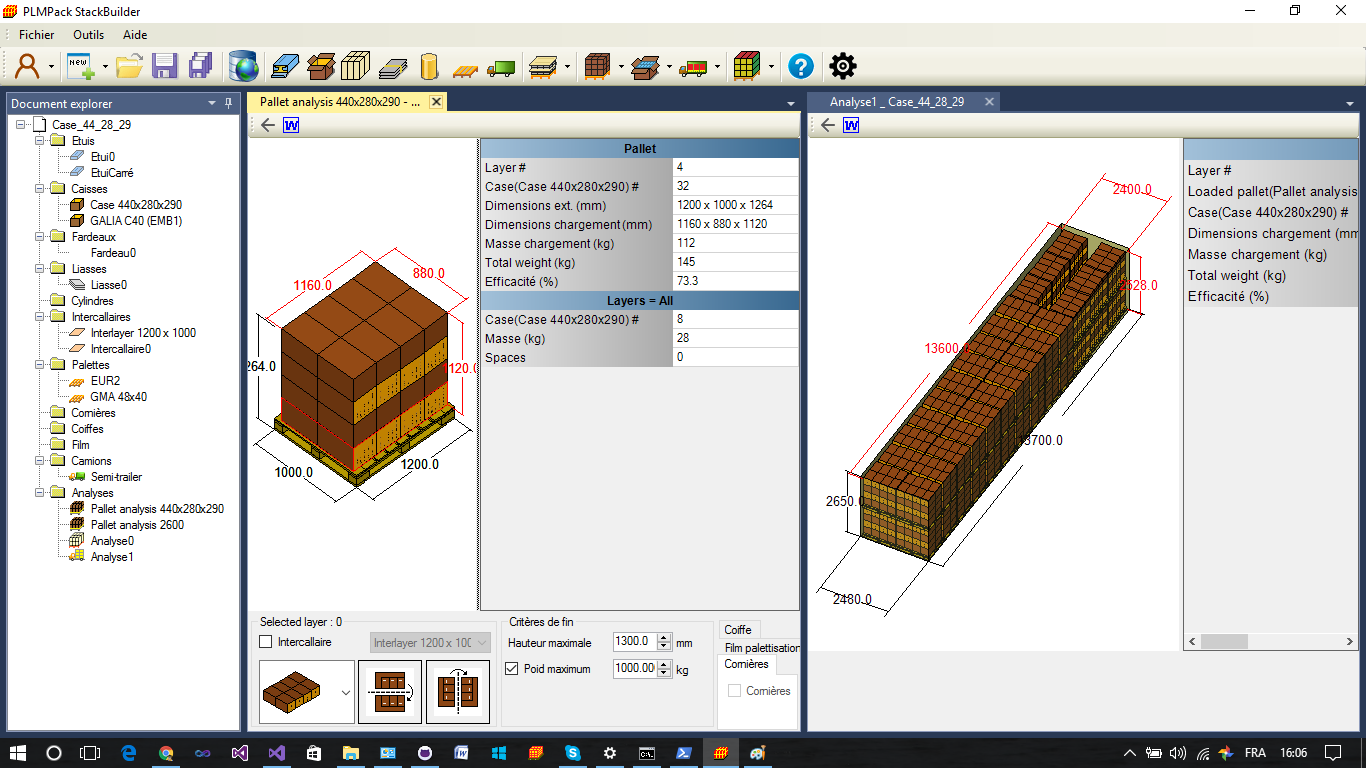 PLMPack StackBuilder
Fichier Outils Aide
NEW
Document explorer
Case_44_28_29
Etuis
Etui0
EtuiCarré
Caisses
Case 440x280x290
GALIA C40 (EMB1)
Fardeaux
Fardeau0
Liasses
Liasse0
Cylindres
Intercallaires
Interlayer 1200 x 1000
Intercallaire0
Palettes
EUR2
GMA 48x40
Cornières
Coiffes
Film
Camions
Semi-trailer
Analyses
Pallet analysis 440x280x290
Pallet analysis 2600
Analyse0
Analyse1
Pallet analysis 440x280x290 - ...
W
1160.0
880.0
264.0
1120.0
1000.0
1200.0
Pallet
Layer # 4
Case(Case 440x280x290) # 32
Dimensions ext. (mm) 1200 x 1000 x 1264
Dimensions chargement (mm) 1160 x 880 x 1120
Masse chargement (kg) 112
Total weight (kg) 145
Efficacité (%) 73.3
Layers = All
Case(Case 440x280x290) # 8
Masse (kg) 28
Spaces 0
Selected layer : 0
Intercallaire
Interlayer 1200 x 100
Critères de fin
Hauteur maximale 1300.0 mm
Poid maximum 1000.00 kg
Coiffe
Film palettisation
Cornières
Cornières
Analyse1 _ Case_44_28_29
W
2400.0
2528.0
13600.0
13700.0
2650.0
2480.0
Layer #
Loaded pallet(Pallet analysis
Case(Case 440x280x290) #
Dimensions chargement (mm
Masse chargement (kg)
Total weight (kg)
Efficacité (%)
FRA
16:06